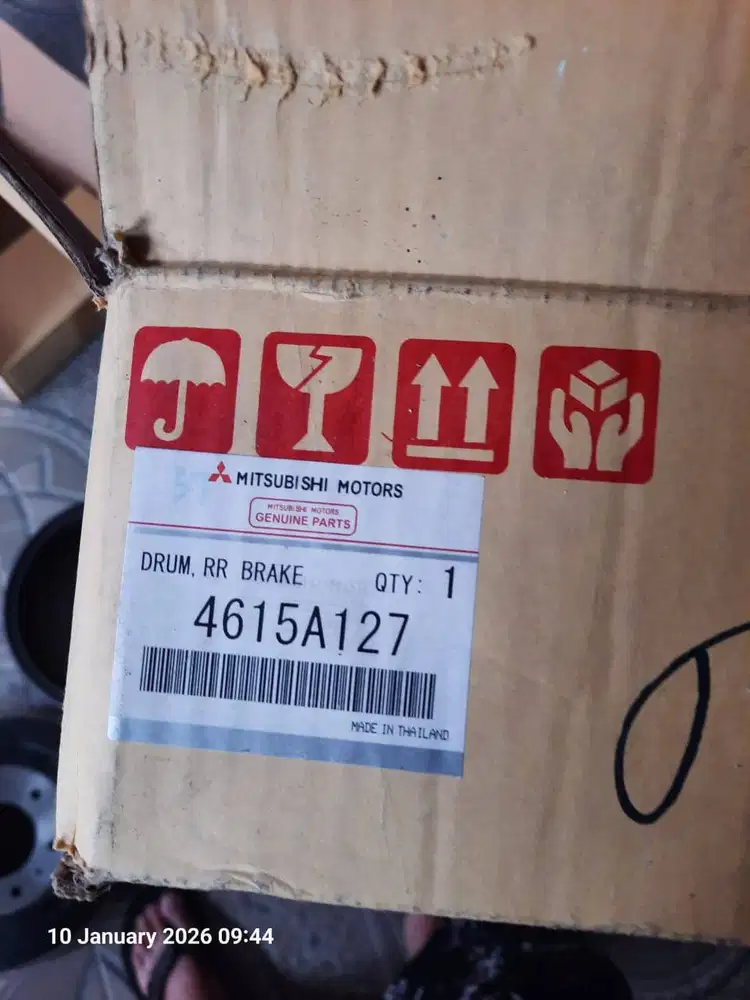 MITSUBISHI MOTORS
MITSUBISHI MOTORS
GENUINE PARTS
DRUM, RR BRAKE QTY: 1
4615A127
MADE IN THAILAND
10 January 2026 09:44